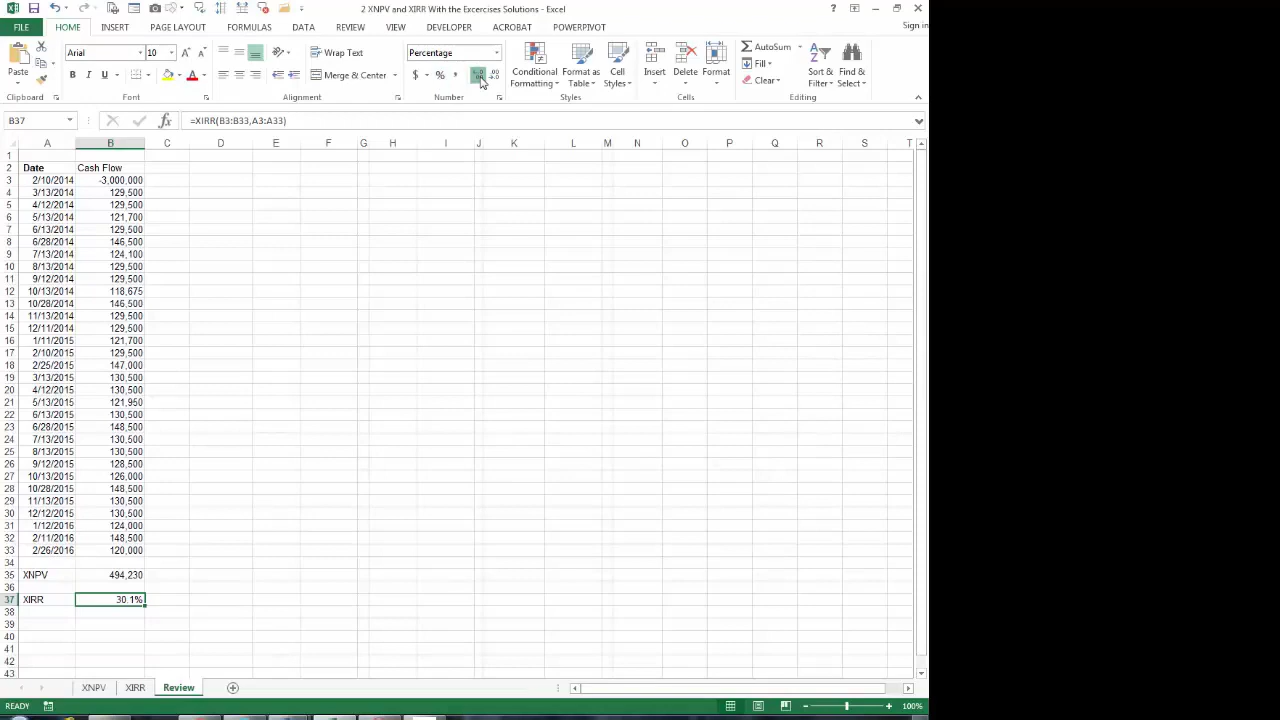 2 XNPV and XIRR With the Excercises Solutions - Excel
Sign in
FILE HOME INSERT PAGE LAYOUT FORMULAS DATA REVIEW VIEW DEVELOPER ACROBAT POWERPIVOT
Arial 10 Wrap Text Percentage AutoSum
Paste B I U A Merge & Center $ % , Conditional Formatting Format as Table Cell Styles Insert Delete Format Fill Clear Sort & Filter Find & Select
Clipboard Font Alignment Number Styles Cells Editing
B37 fx =XIRR(B3:B33,A3:A33)
A B C D E F G H I J K L M N O P Q R S T
1
2 Date Cash Flow
3 2/10/2014 -3,000,000
4 3/13/2014 129,500
5 4/12/2014 129,500
6 5/13/2014 121,700
7 6/13/2014 129,500
8 6/28/2014 146,500
9 7/13/2014 124,100
10 8/13/2014 129,500
11 9/12/2014 129,500
12 10/13/2014 118,675
13 10/28/2014 146,500
14 11/13/2014 129,500
15 12/11/2014 129,500
16 1/11/2015 121,700
17 2/10/2015 129,500
18 2/25/2015 147,000
19 3/13/2015 130,500
20 4/12/2015 130,500
21 5/13/2015 121,950
22 6/13/2015 130,500
23 6/28/2015 148,500
24 7/13/2015 130,500
25 8/13/2015 130,500
26 9/12/2015 128,500
27 10/13/2015 126,000
28 10/28/2015 148,500
29 11/13/2015 130,500
30 12/12/2015 130,500
31 1/12/2016 124,000
32 2/11/2016 148,500
33 2/26/2016 120,000
34
35 XNPV 494,230
36
37 XIRR 30.1%
38
39
40
41
42
43
XNPV XIRR Review
READY 100%